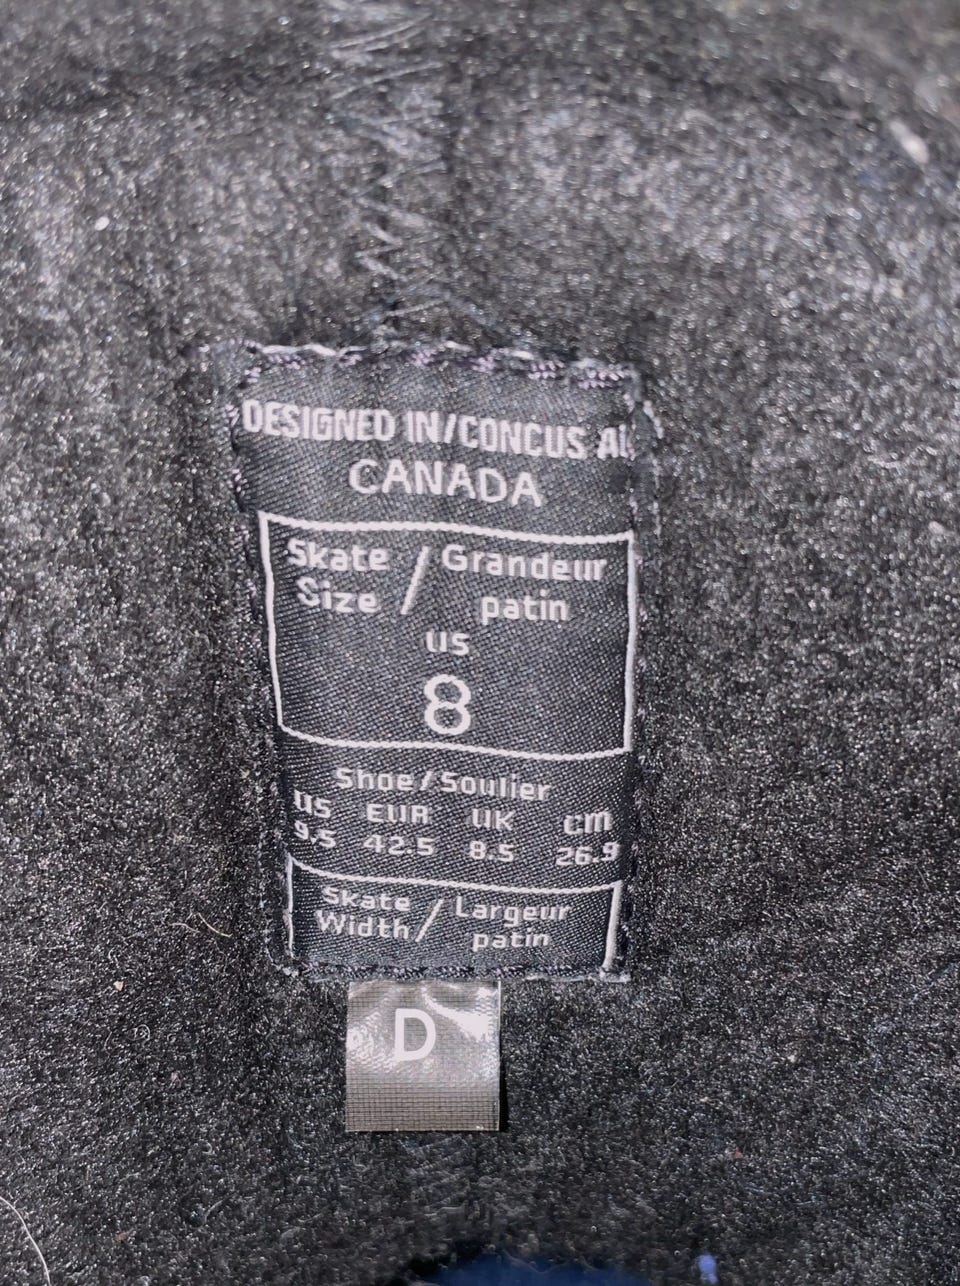 DESIGNED IN/CONCUS AU
CANADA
Skate / Grandeur
Size patin
US
8
Shoe/Soulier
US EUR UK cm
9.5 42.5 8.5 26.9
Skate / Largeur
Width patin
D